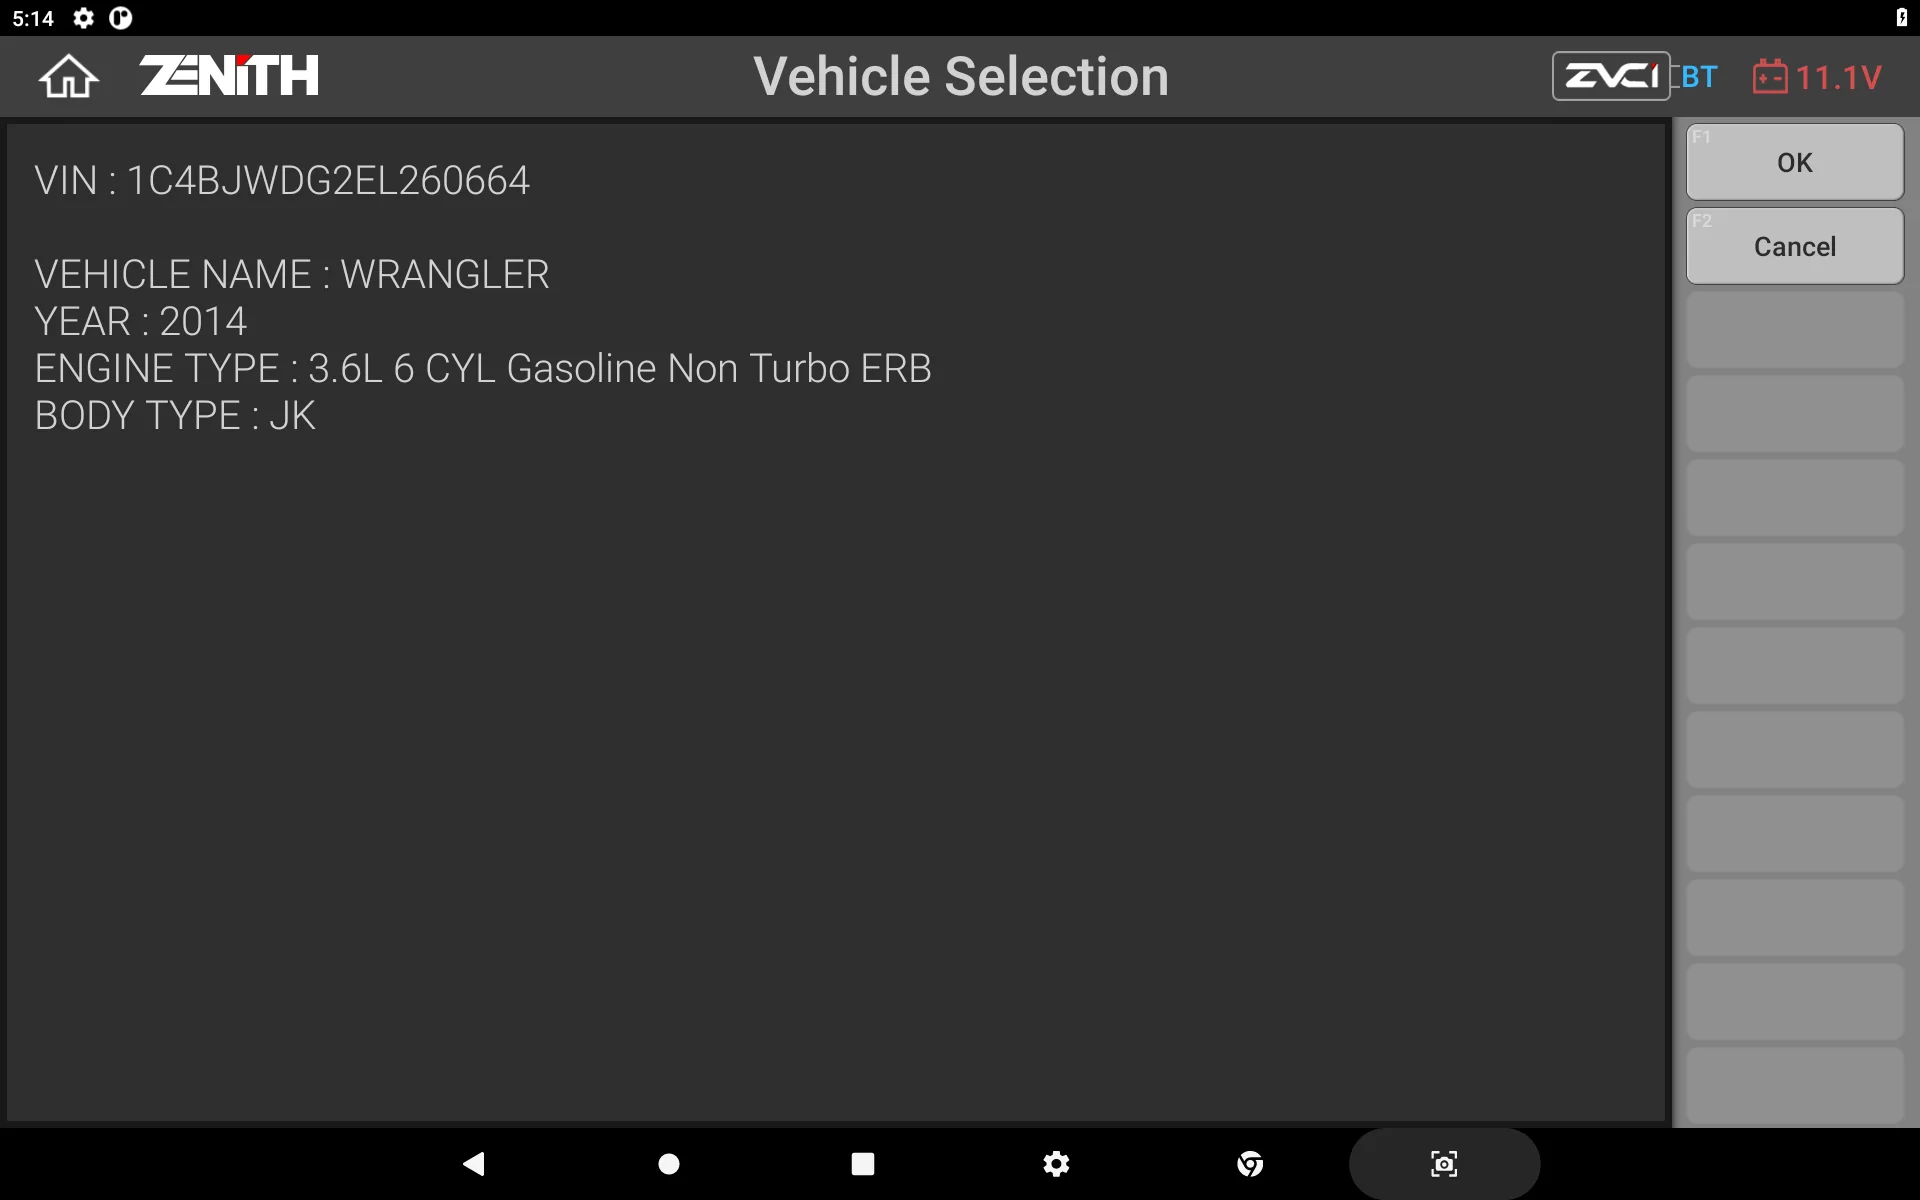 5:14
ZENITH
Vehicle Selection
ZVCI
BT
11.1V
VIN : 1C4BJWDG2EL260664
VEHICLE NAME : WRANGLER
YEAR : 2014
ENGINE TYPE : 3.6L 6 CYL Gasoline Non Turbo ERB
BODY TYPE : JK
F1
OK
F2
Cancel